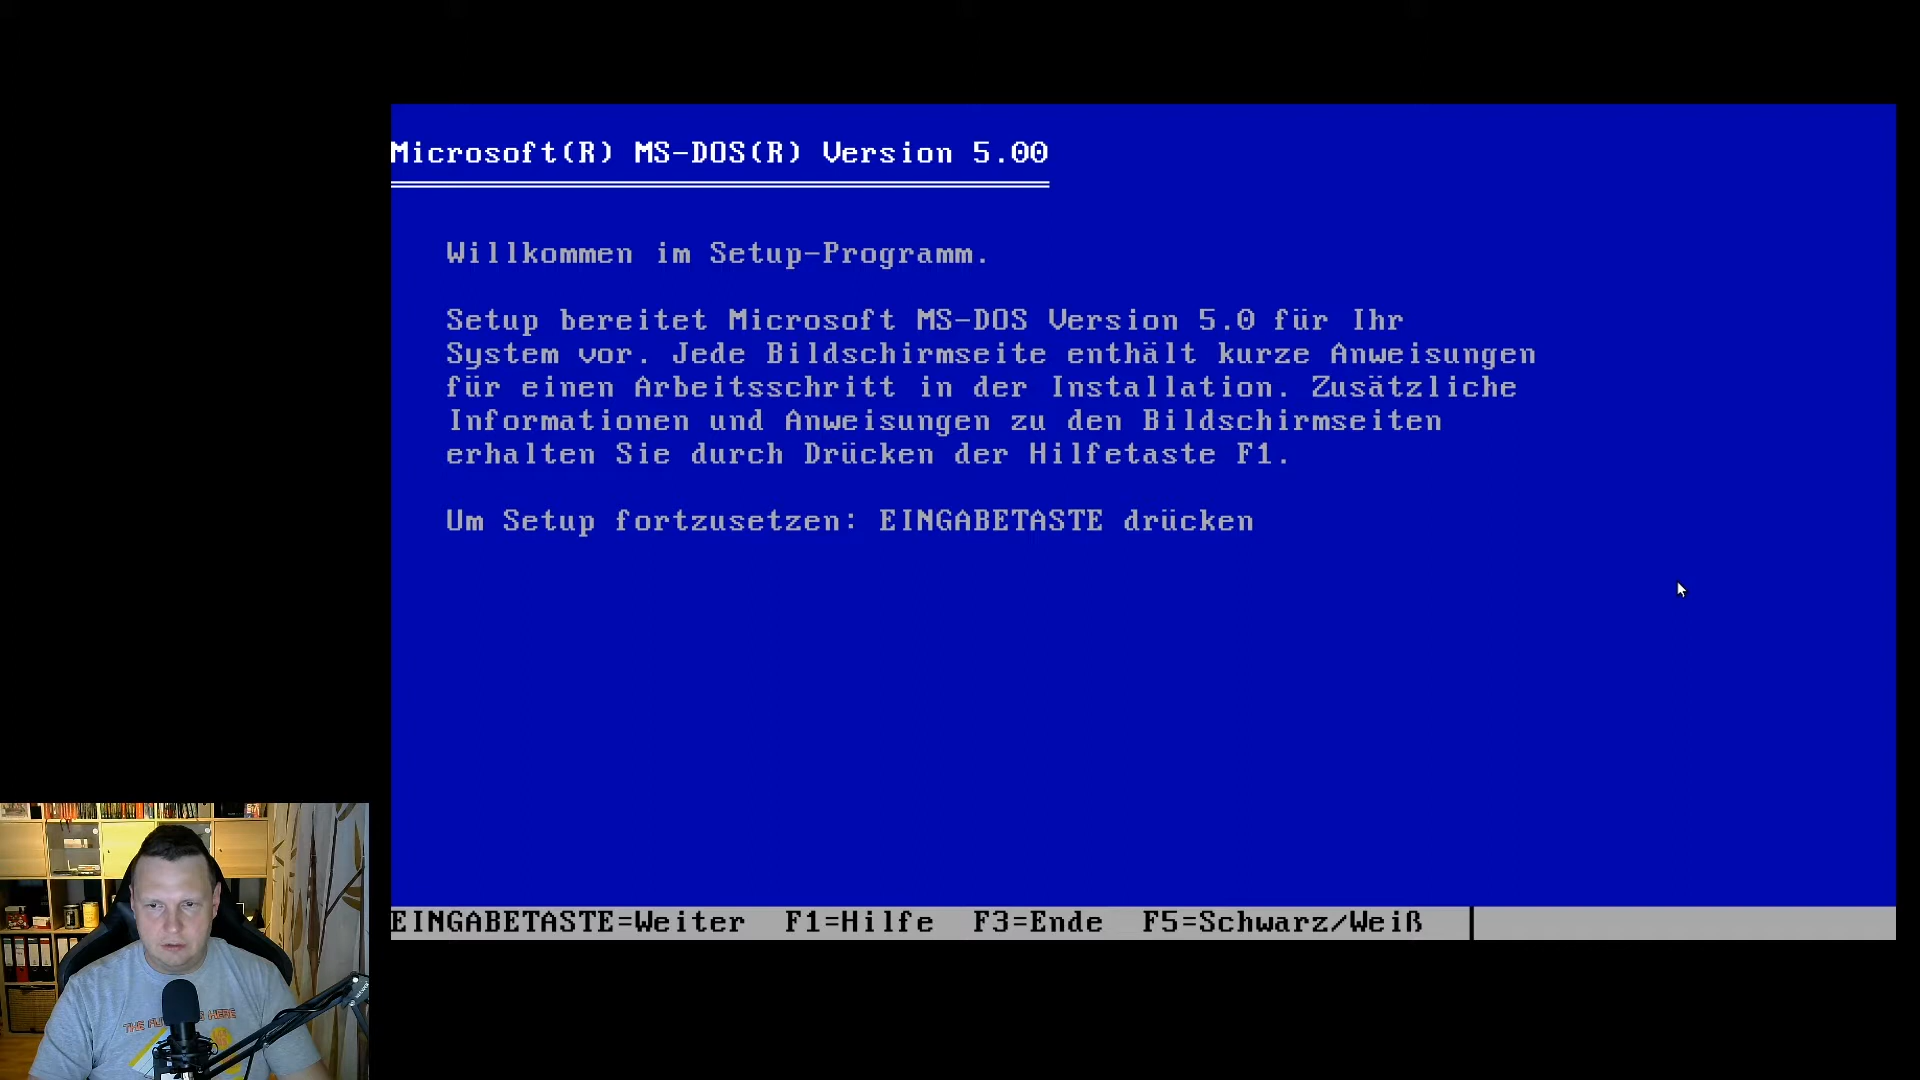 Microsoft(R) MS-DOS(R) Version 5.00
Willkommen im Setup-Programm.
Setup bereitet Microsoft MS-DOS Version 5.0 für Ihr
System vor. Jede Bildschirmseite enthält kurze Anweisungen
für einen Arbeitsschritt in der Installation. Zusätzliche
Informationen und Anweisungen zu den Bildschirmseiten
erhalten Sie durch Drücken der Hilfetaste F1.
Um Setup fortzusetzen: EINGABETASTE drücken
EINGABETASTE=Weiter F1=Hilfe F3=Ende F5=Schwarz/Weiß
THE HERE